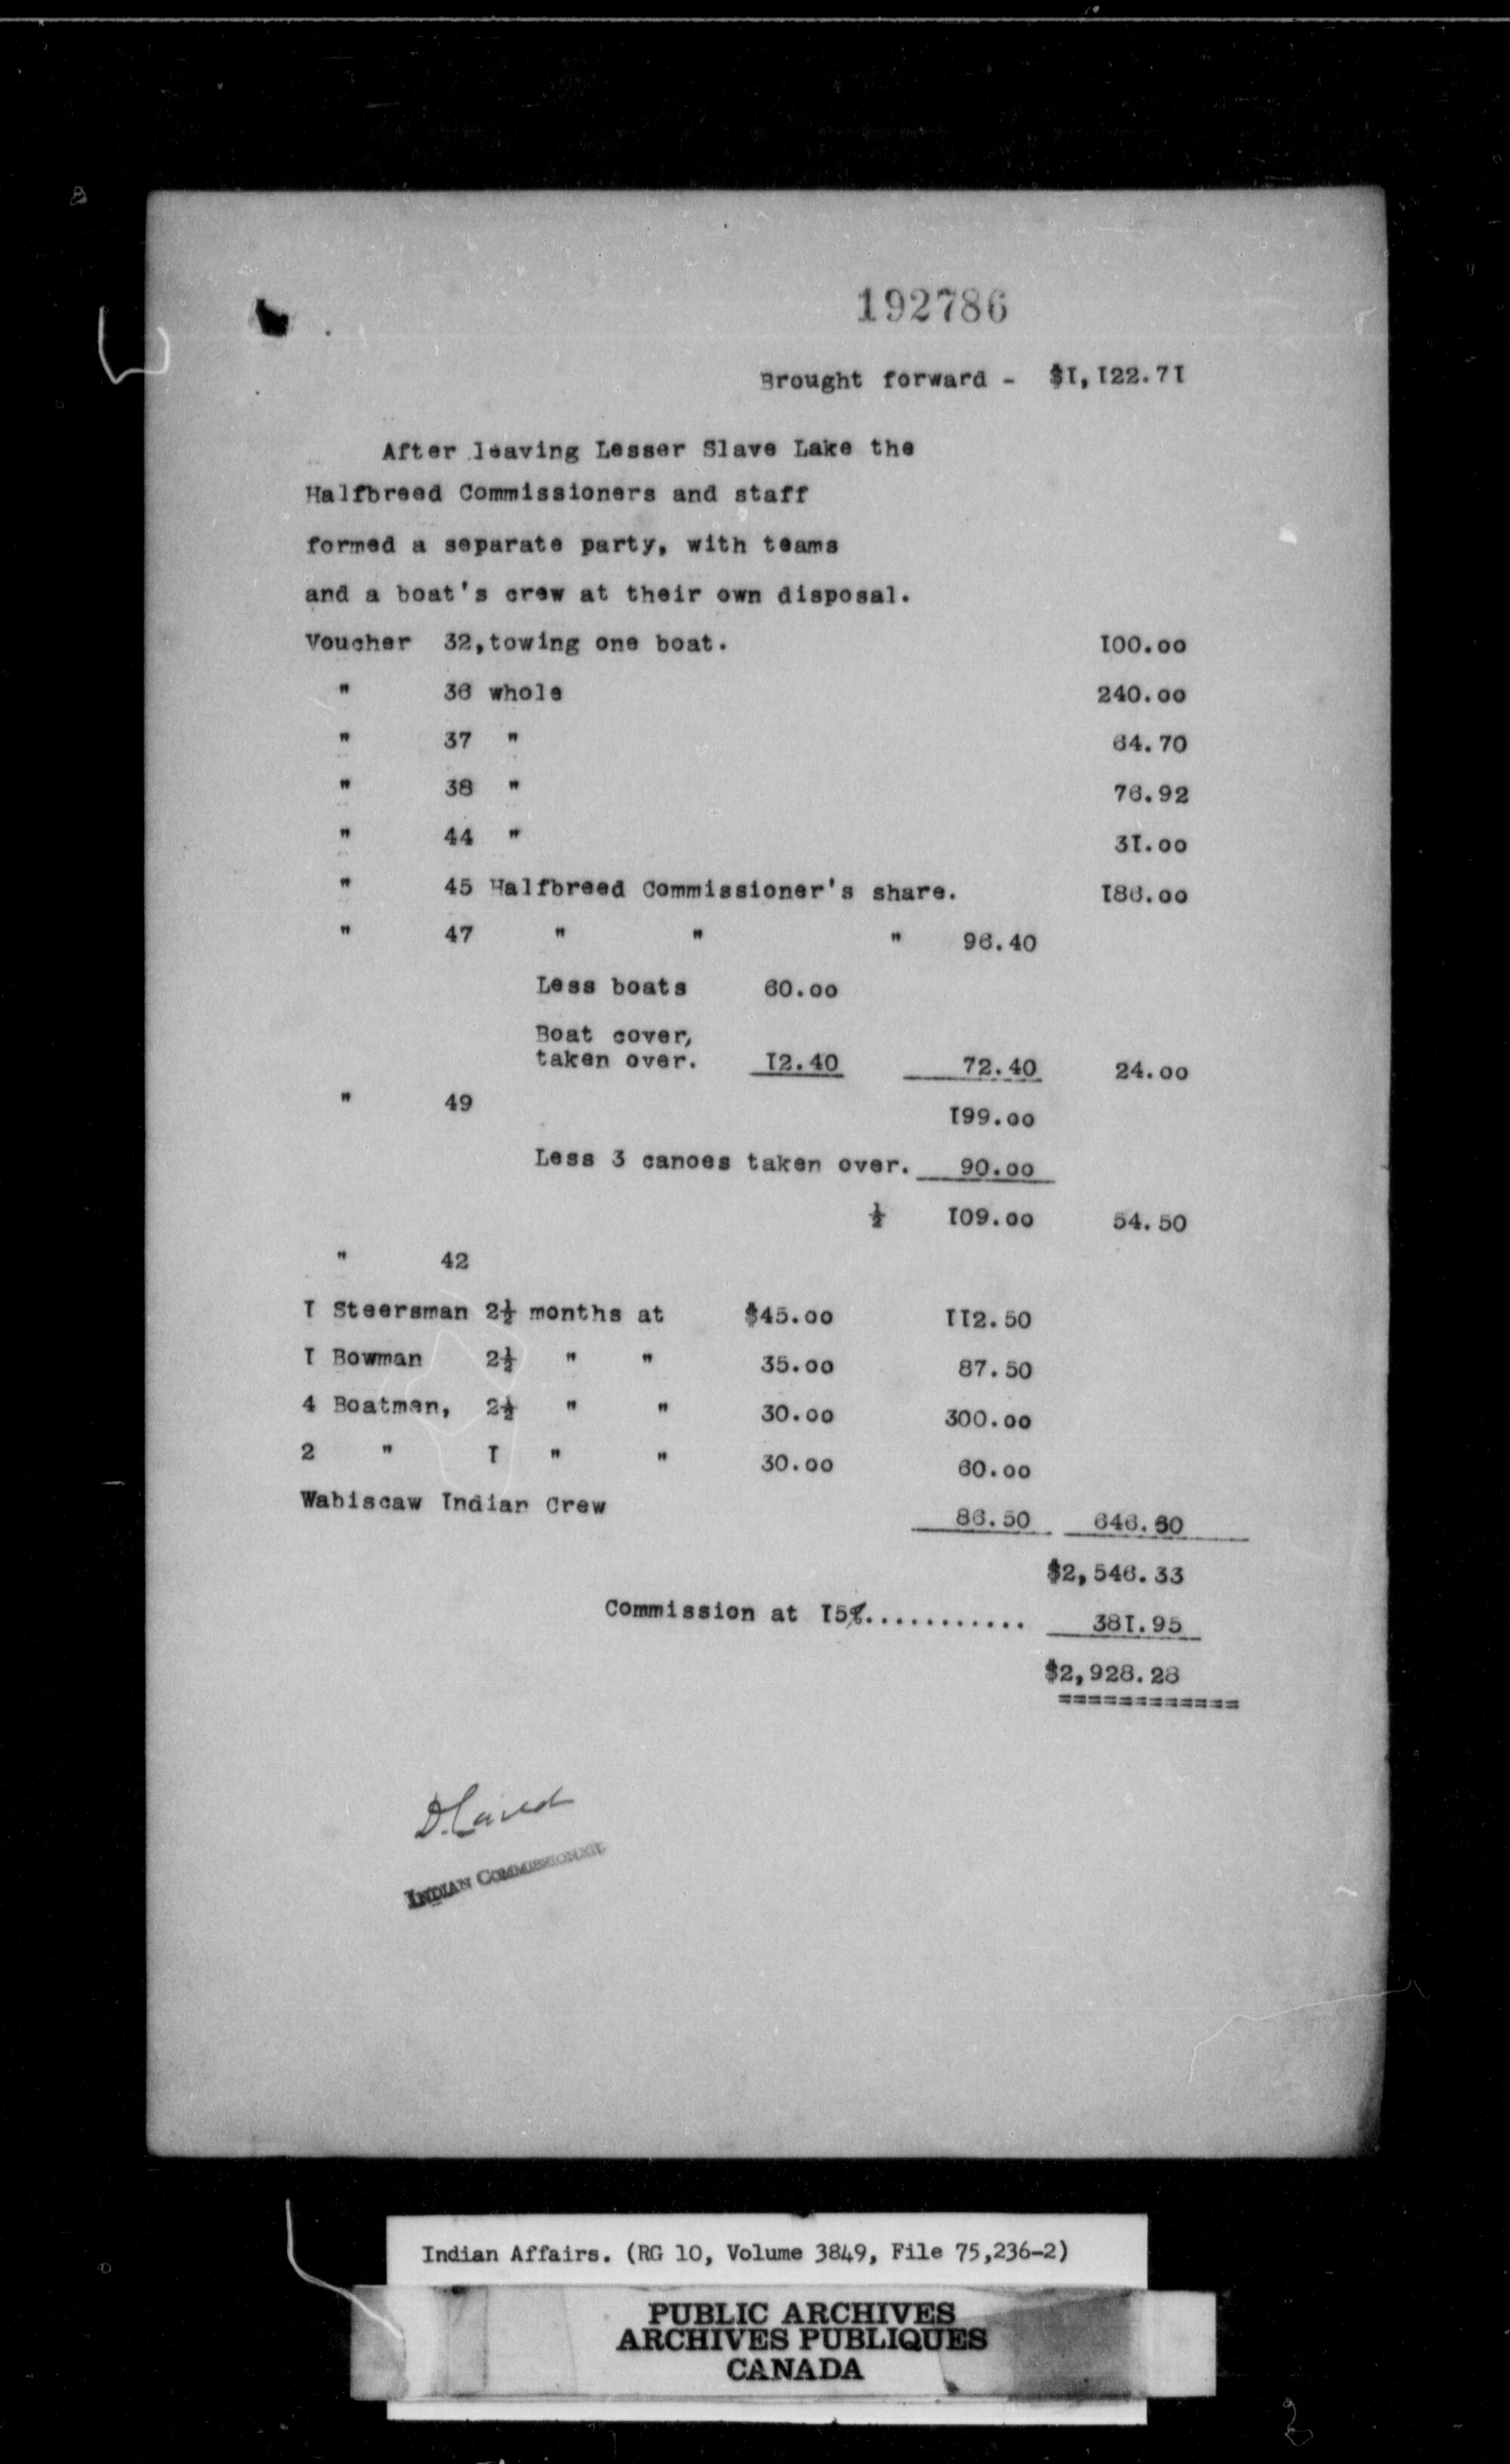 192786
Brought forward - $1,122.71
After leaving Lesser Slave Lake the
Halfbreed Commissioners and staff
formed a separate party, with teams
and a boat's crew at their own disposal.
Voucher 32, towing one boat. 100.00
" 36 whole 240.00
" 37 " 64.70
" 38 " 76.92
" 44 " 31.00
" 45 Halfbreed Commissioner's share. 186.00
" 47 " " " 96.40
Less boats 60.00
Boat cover,
taken over. 12.40 72.40 24.00
" 49 199.00
Less 3 canoes taken over. 90.00
½ 109.00 54.50
" 42
1 Steersman 2½ months at $45.00 112.50
1 Bowman 2½ " " 35.00 87.50
4 Boatmen, 2½ " " 30.00 300.00
2 " 1 " " 30.00 60.00
Wabiscaw Indian Crew 86.50 646.50
$2,546.33
Commission at 15%........... 381.95
$2,928.28
============
D. Laird
INDIAN COMMISSIONER
Indian Affairs. (RG 10, Volume 3849, File 75,236-2)
PUBLIC ARCHIVES
ARCHIVES PUBLIQUES
CANADA